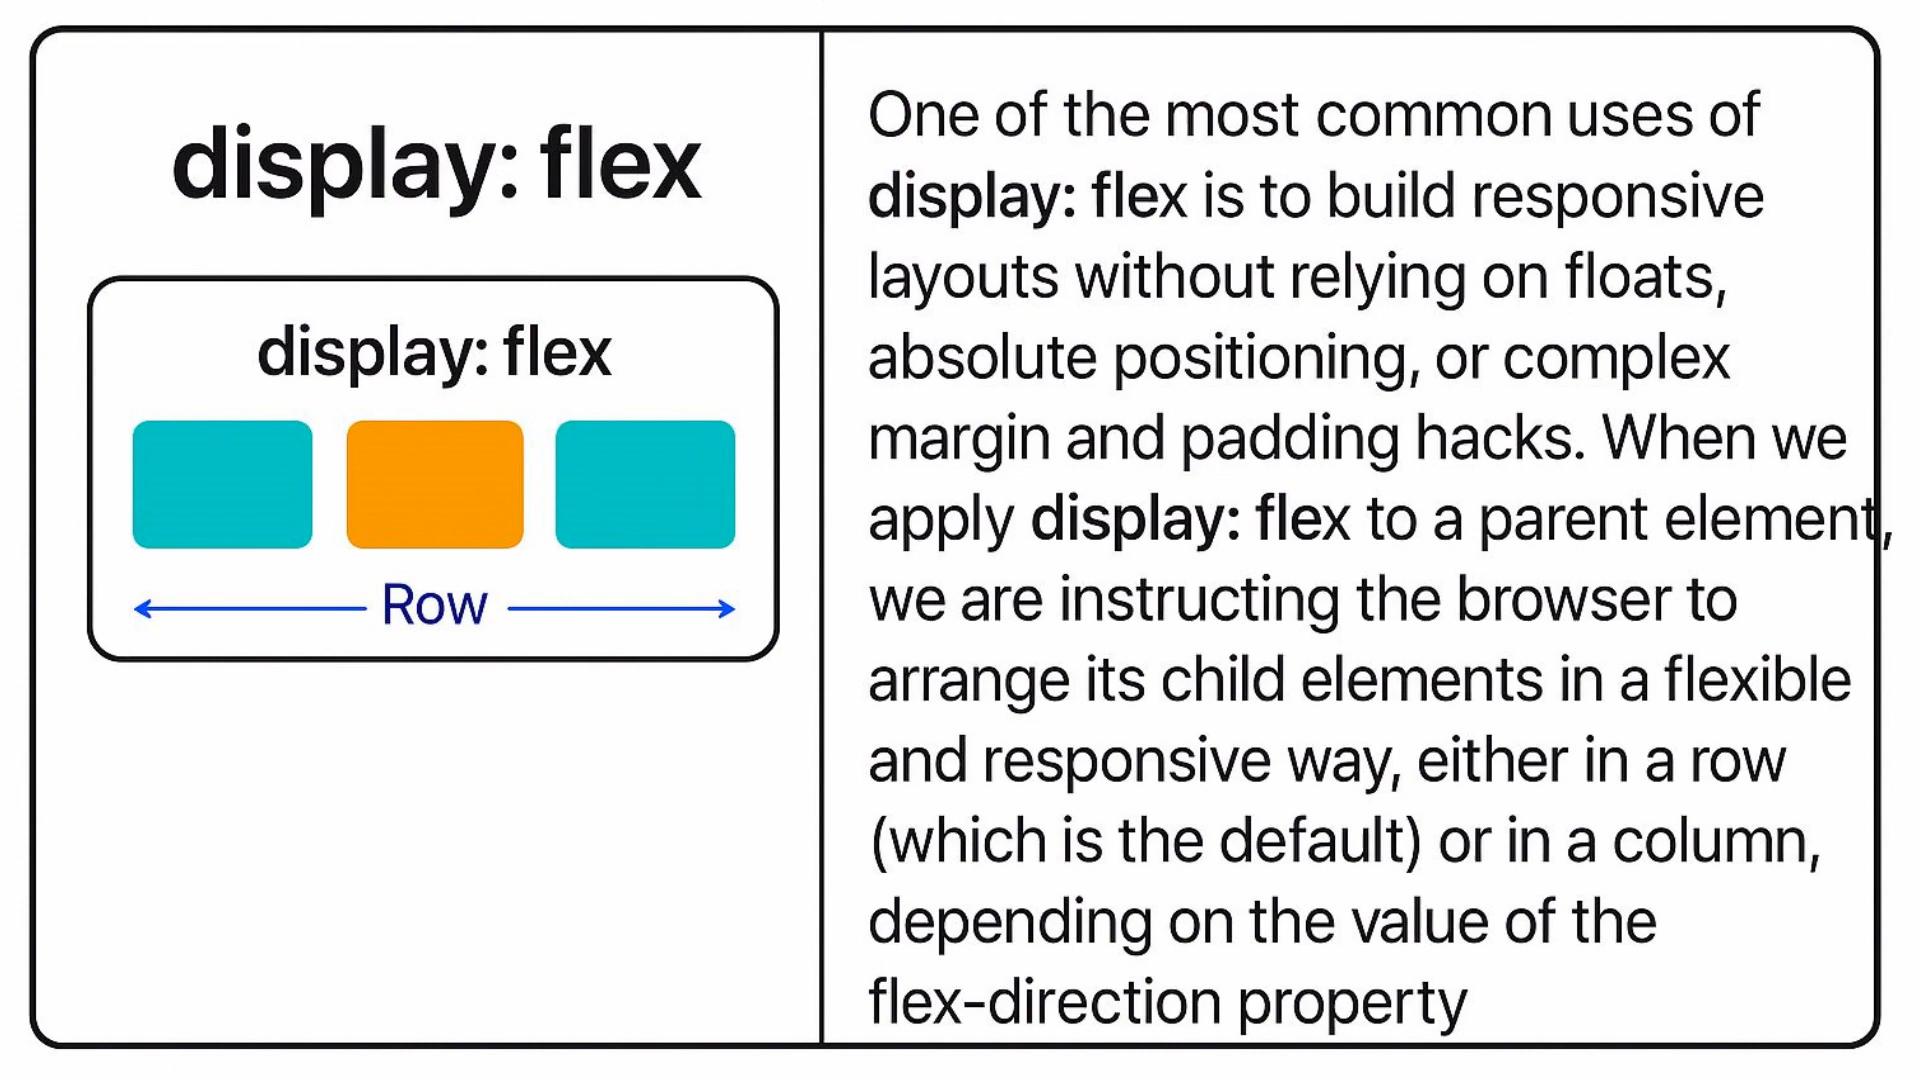 display: flex
display: flex
Row
One of the most common uses of
display: flex is to build responsive
layouts without relying on floats,
absolute positioning, or complex
margin and padding hacks. When we
apply display: flex to a parent element,
we are instructing the browser to
arrange its child elements in a flexible
and responsive way, either in a row
(which is the default) or in a column,
depending on the value of the
flex-direction property